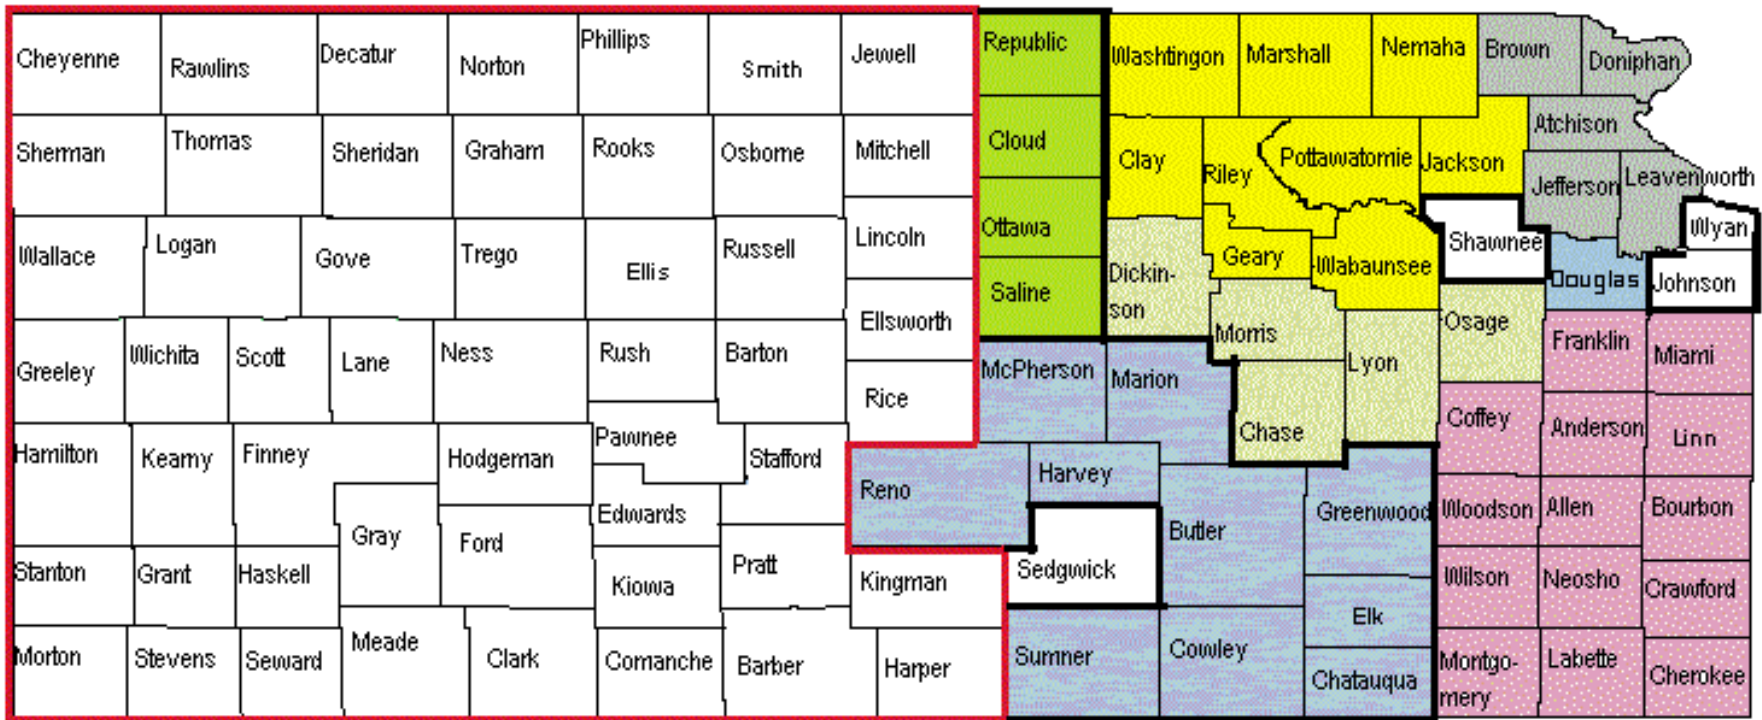 Cheyenne
Rawlins
Decatur
Norton
Phillips
Smith
Jewell
Republic
Washtingon
Marshall
Nemaha
Brown
Doniphan
Sherman
Thomas
Sheridan
Graham
Rooks
Osborne
Mitchell
Cloud
Clay
Riley
Pottawatomie
Jackson
Atchison
Jefferson
Leavenworth
Wallace
Logan
Gove
Trego
Ellis
Russell
Lincoln
Ottawa
Saline
Dickin-
son
Geary
Wabaunsee
Shawnee
Douglas
Wyan
Johnson
Greeley
Wichita
Scott
Lane
Ness
Rush
Barton
Ellsworth
Rice
McPherson
Marion
Morris
Chase
Lyon
Osage
Franklin
Miami
Hamilton
Kearny
Finney
Hodgeman
Pawnee
Stafford
Edwards
Reno
Harvey
Butler
Greenwood
Coffey
Anderson
Linn
Woodson
Allen
Bourbon
Stanton
Grant
Haskell
Gray
Ford
Kiowa
Pratt
Kingman
Sedgwick
Elk
Wilson
Neosho
Crawford
Morton
Stevens
Seward
Meade
Clark
Comanche
Barber
Harper
Sumner
Cowley
Chatauqua
Montgo-
mery
Labette
Cherokee